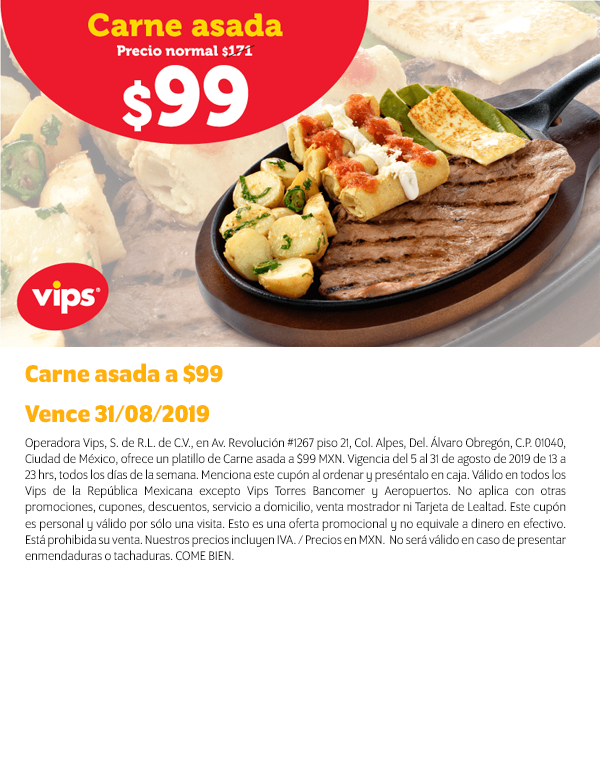 Carne asada
Precio normal $171
$99
vips®
Carne asada a $99
Vence 31/08/2019
Operadora Vips, S. de R.L. de C.V., en Av. Revolución #1267 piso 21, Col. Alpes, Del. Álvaro Obregón, C.P. 01040,
Ciudad de México, ofrece un platillo de Carne asada a $99 MXN. Vigencia del 5 al 31 de agosto de 2019 de 13 a
23 hrs, todos los días de la semana. Menciona este cupón al ordenar y preséntalo en caja. Válido en todos los
Vips de la República Mexicana excepto Vips Torres Bancomer y Aeropuertos. No aplica con otras
promociones, cupones, descuentos, servicio a domicilio, venta mostrador ni Tarjeta de Lealtad. Este cupón
es personal y válido por sólo una visita. Esto es una oferta promocional y no equivale a dinero en efectivo.
Está prohibida su venta. Nuestros precios incluyen IVA. / Precios en MXN. No será válido en caso de presentar
enmendaduras o tachaduras. COME BIEN.